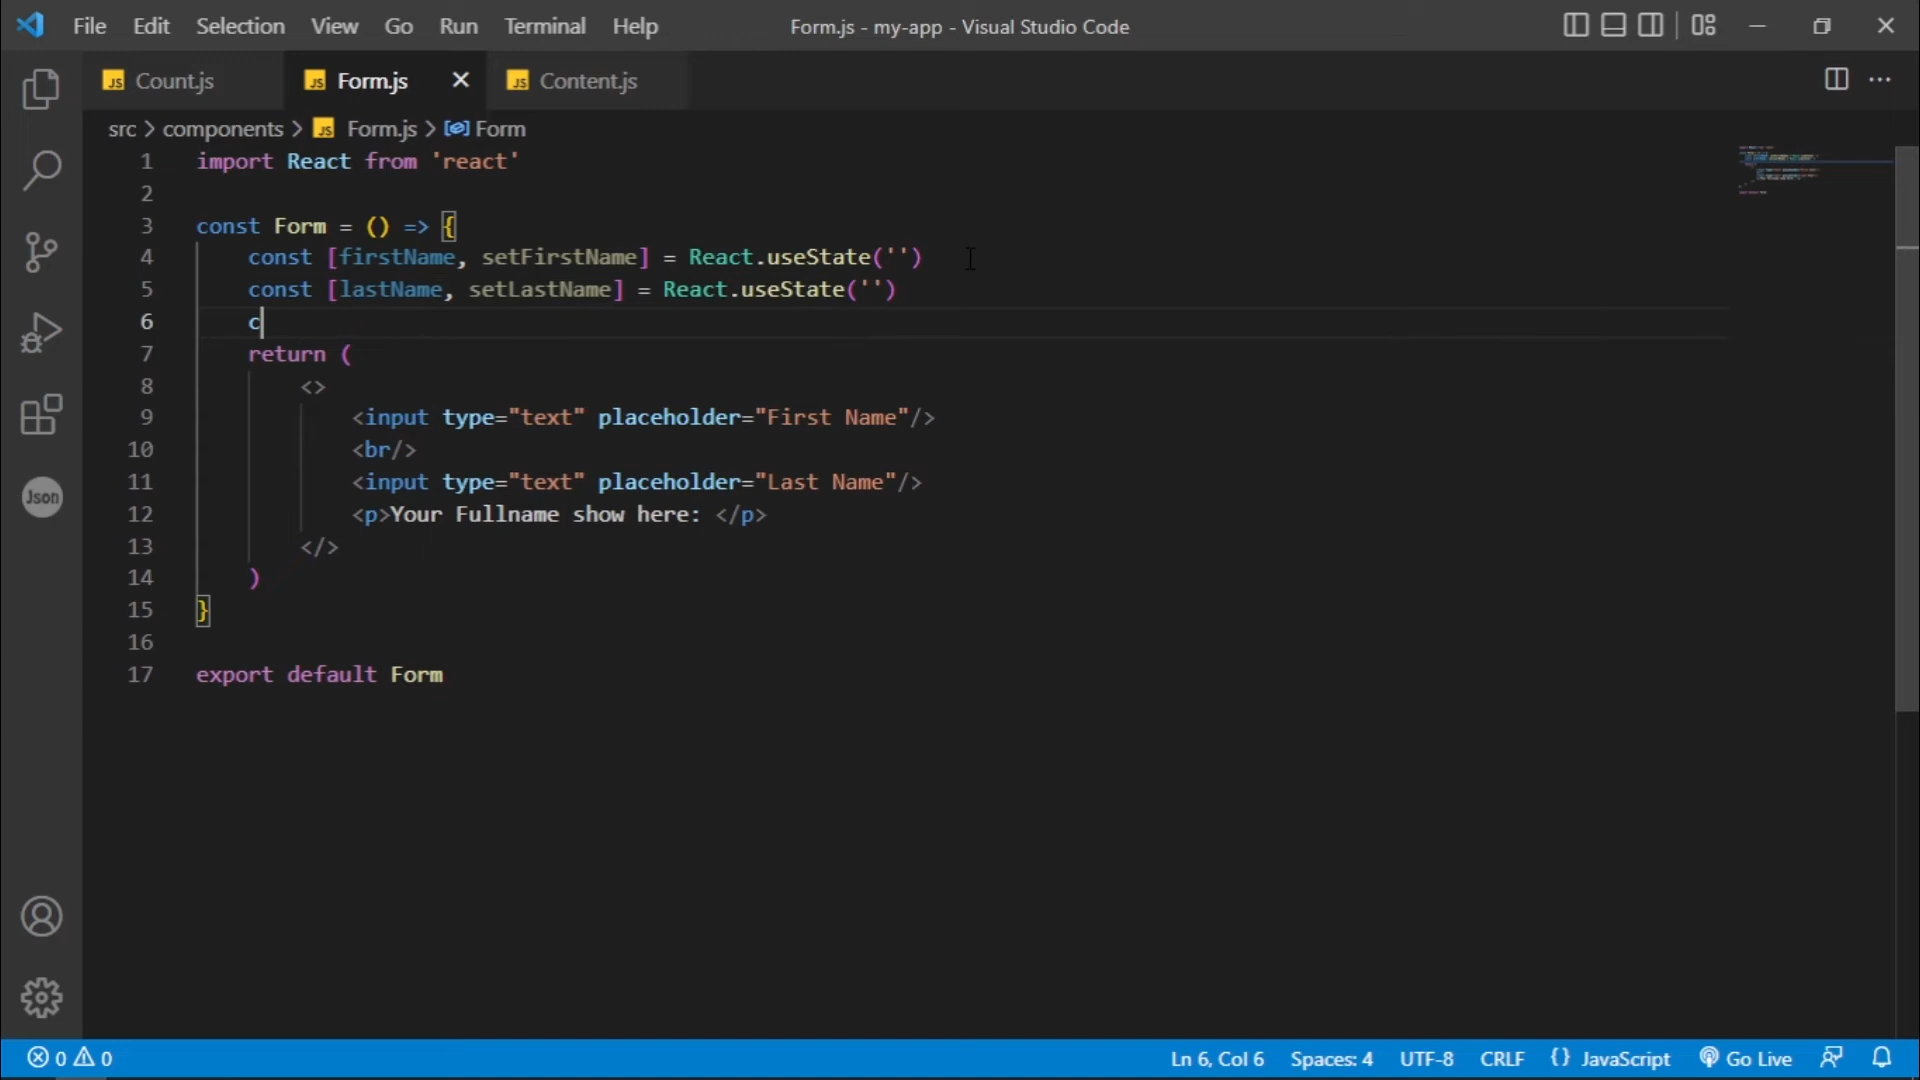 File Edit Selection View Go Run Terminal Help Form.js - my-app - Visual Studio Code
JS Count.js JS Form.js JS Content.js
src > components > JS Form.js > Form
1 import React from 'react'
2
3 const Form = () => {
4 const [firstName, setFirstName] = React.useState('')
5 const [lastName, setLastName] = React.useState('')
6 c
7 return (
8 <>
9 <input type="text" placeholder="First Name"/>
10 <br/>
11 <input type="text" placeholder="Last Name"/>
12 <p>Your Fullname show here: </p>
13 </>
14 )
15 }
16
17 export default Form
Json
0 0 Ln 6, Col 6 Spaces: 4 UTF-8 CRLF {} JavaScript Go Live